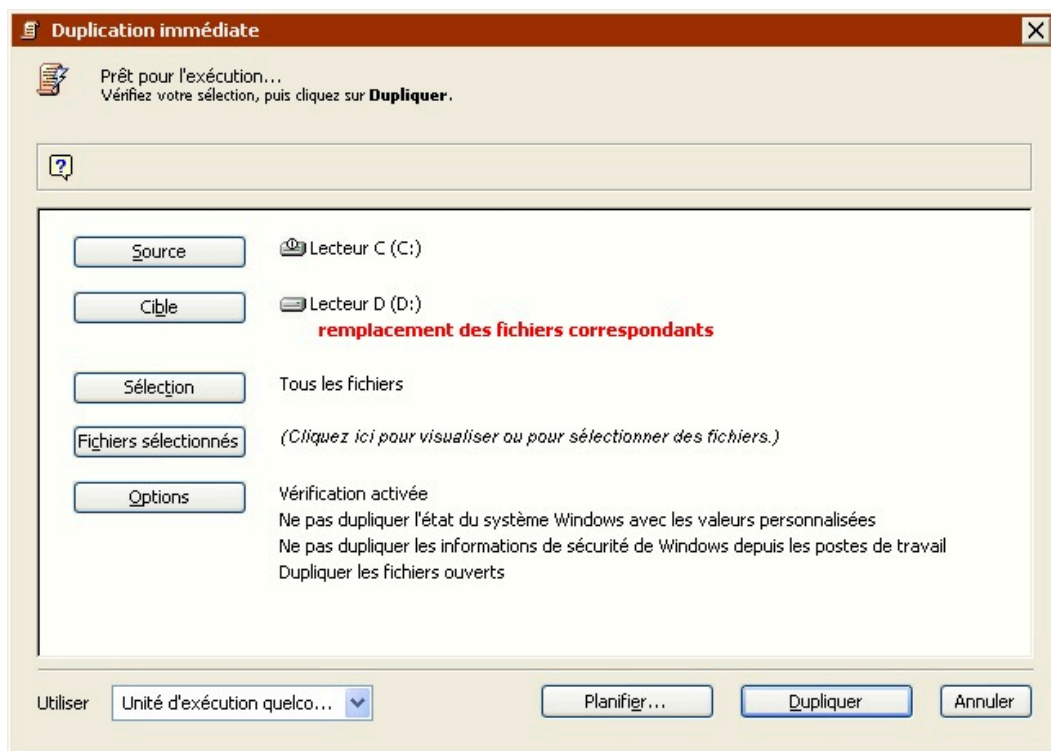 Duplication immédiate
Prêt pour l'exécution...
Vérifiez votre sélection, puis cliquez sur Dupliquer.
Source
Lecteur C (C:)
Cible
Lecteur D (D:)
remplacement des fichiers correspondants
Sélection
Tous les fichiers
Fichiers sélectionnés
(Cliquez ici pour visualiser ou pour sélectionner des fichiers.)
Options
Vérification activée
Ne pas dupliquer l'état du système Windows avec les valeurs personnalisées
Ne pas dupliquer les informations de sécurité de Windows depuis les postes de travail
Dupliquer les fichiers ouverts
Utiliser
Unité d'exécution quelco...
Planifier...
Dupliquer
Annuler